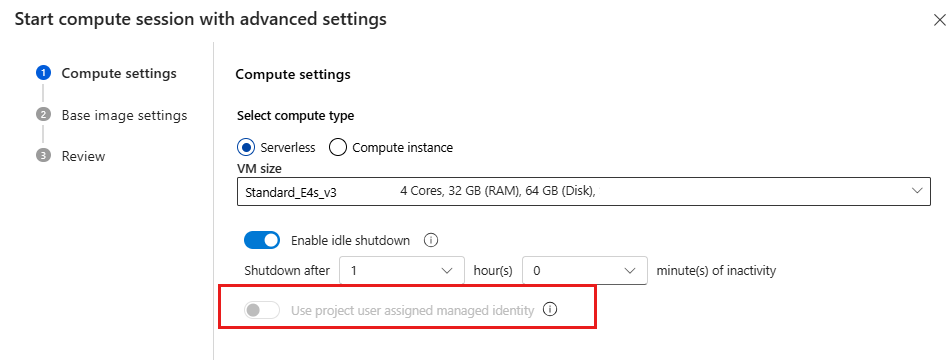 Start compute session with advanced settings
1 Compute settings
2 Base image settings
3 Review
Compute settings
Select compute type
Serverless Compute instance
VM size
Standard_E4s_v3 4 Cores, 32 GB (RAM), 64 GB (Disk),
Enable idle shutdown
Shutdown after 1 hour(s) 0 minute(s) of inactivity
Use project user assigned managed identity